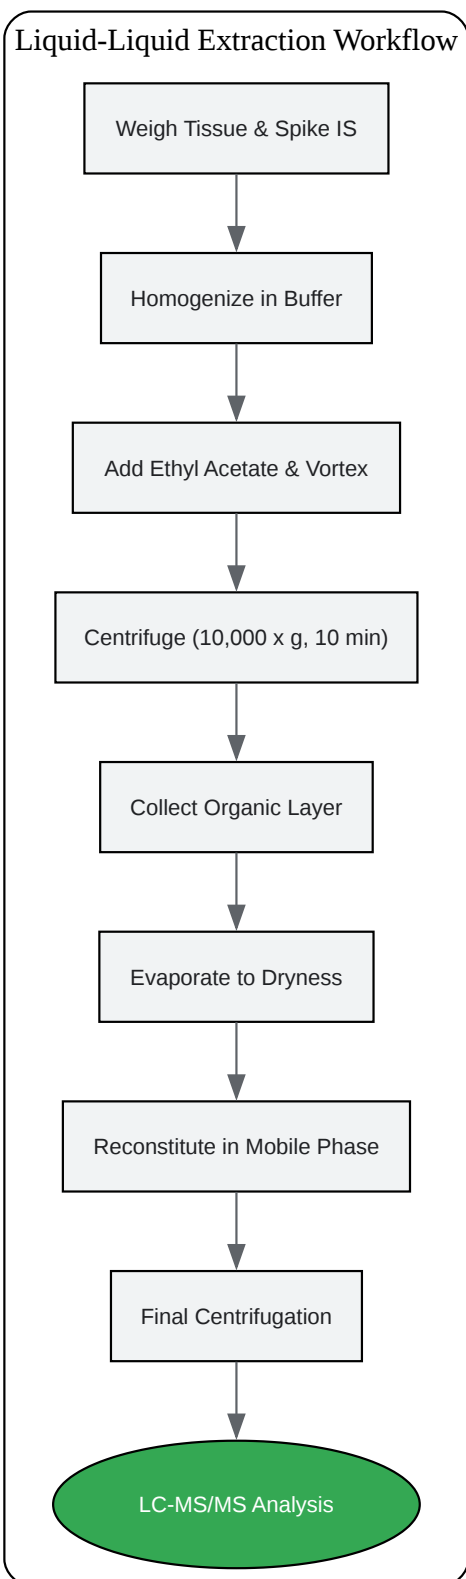 Liquid-Liquid Extraction Workflow
Weigh Tissue & Spike IS
Homogenize in Buffer
Add Ethyl Acetate & Vortex
Centrifuge (10,000 x g, 10 min)
Collect Organic Layer
Evaporate to Dryness
Reconstitute in Mobile Phase
Final Centrifugation
LC-MS/MS Analysis